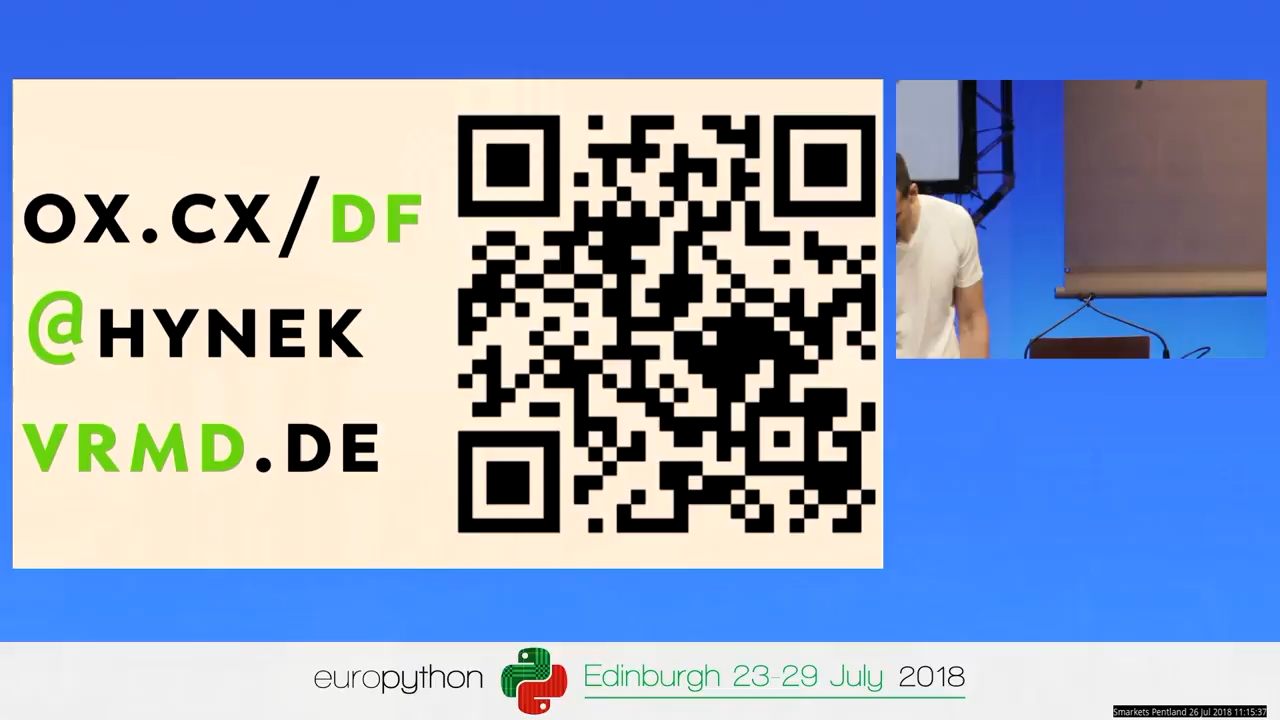 OX.CX/DF
@HYNEK
VRMD.DE
europython
Edinburgh 23-29 July 2018
Smarkets Pentland 26 Jul 2018 11:15:37